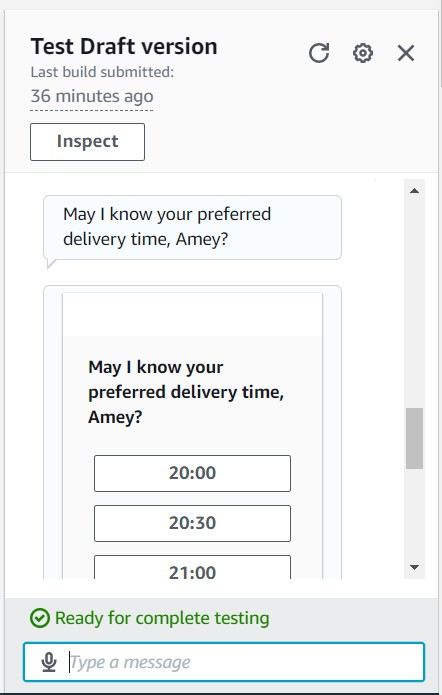 Test Draft version
Last build submitted:
36 minutes ago
Inspect
May I know your preferred
delivery time, Amey?
May I know your
preferred delivery time,
Amey?
20:00
20:30
21:00
Ready for complete testing
Type a message